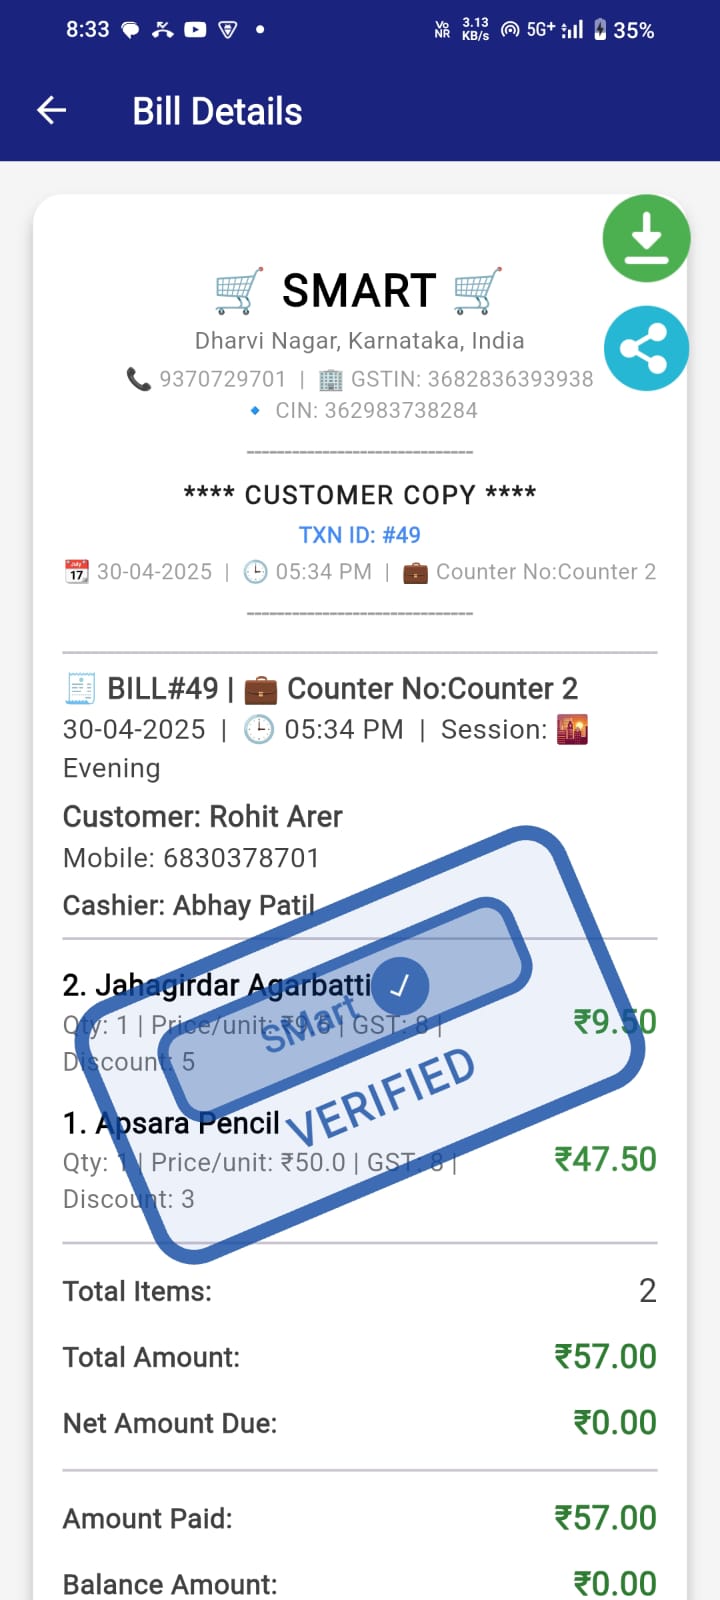 8:33 VoNR 3.13 KB/s 5G+ 35%
Bill Details
SMART
Dharvi Nagar, Karnataka, India
9370729701 | GSTIN: 3682836393938
CIN: 362983738284
------------------------------
**** CUSTOMER COPY ****
TXN ID: #49
30-04-2025 | 05:34 PM | Counter No:Counter 2
------------------------------
BILL#49 | Counter No:Counter 2
30-04-2025 | 05:34 PM | Session:
Evening
Customer: Rohit Arer
Mobile: 6830378701
Cashier: Abhay Patil
2. Jahagirdar Agarbatti
Qty: 1 | Price/unit: ₹9.5 | GST: 8 | ₹9.50
Discount: 5
SMart
VERIFIED
1. Apsara Pencil
Qty: 1 | Price/unit: ₹50.0 | GST: 8 | ₹47.50
Discount: 3
Total Items: 2
Total Amount: ₹57.00
Net Amount Due: ₹0.00
Amount Paid: ₹57.00
Balance Amount: ₹0.00